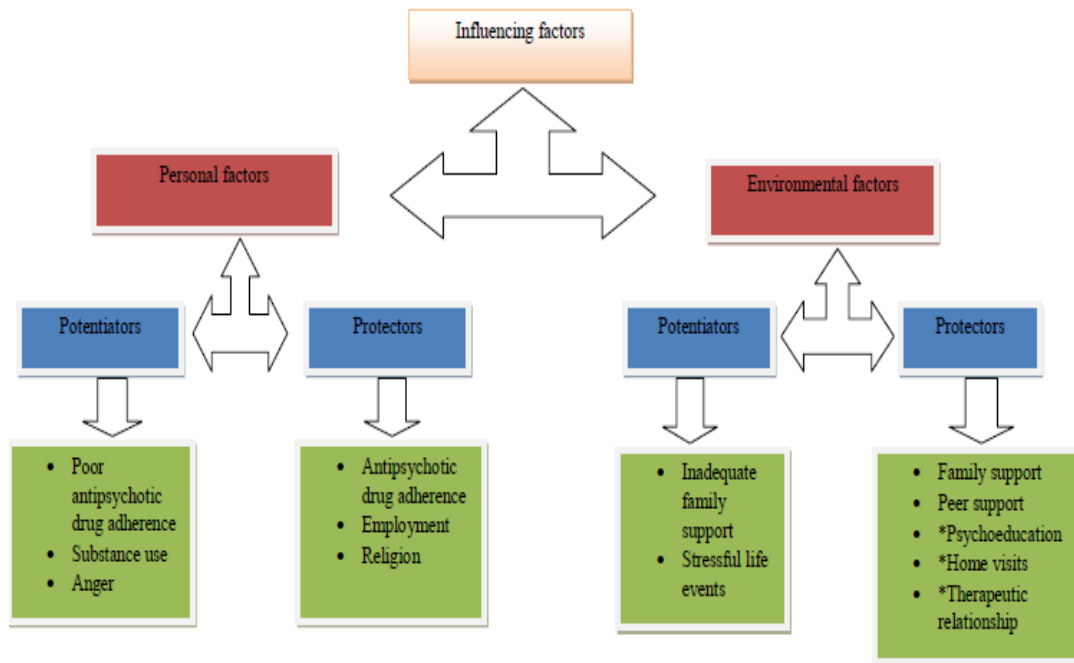 Influencing factors
Personal factors
Environmental factors
Potentiators
Protectors
Potentiators
Protectors
• Poor
antipsychotic
drug adherence
• Substance use
• Anger
• Antipsychotic
drug adherence
• Employment
• Religion
• Inadequate
family
support
• Stressful life
events
• Family support
• Peer support
• *Psychoeducation
• *Home visits
• *Therapeutic
relationship